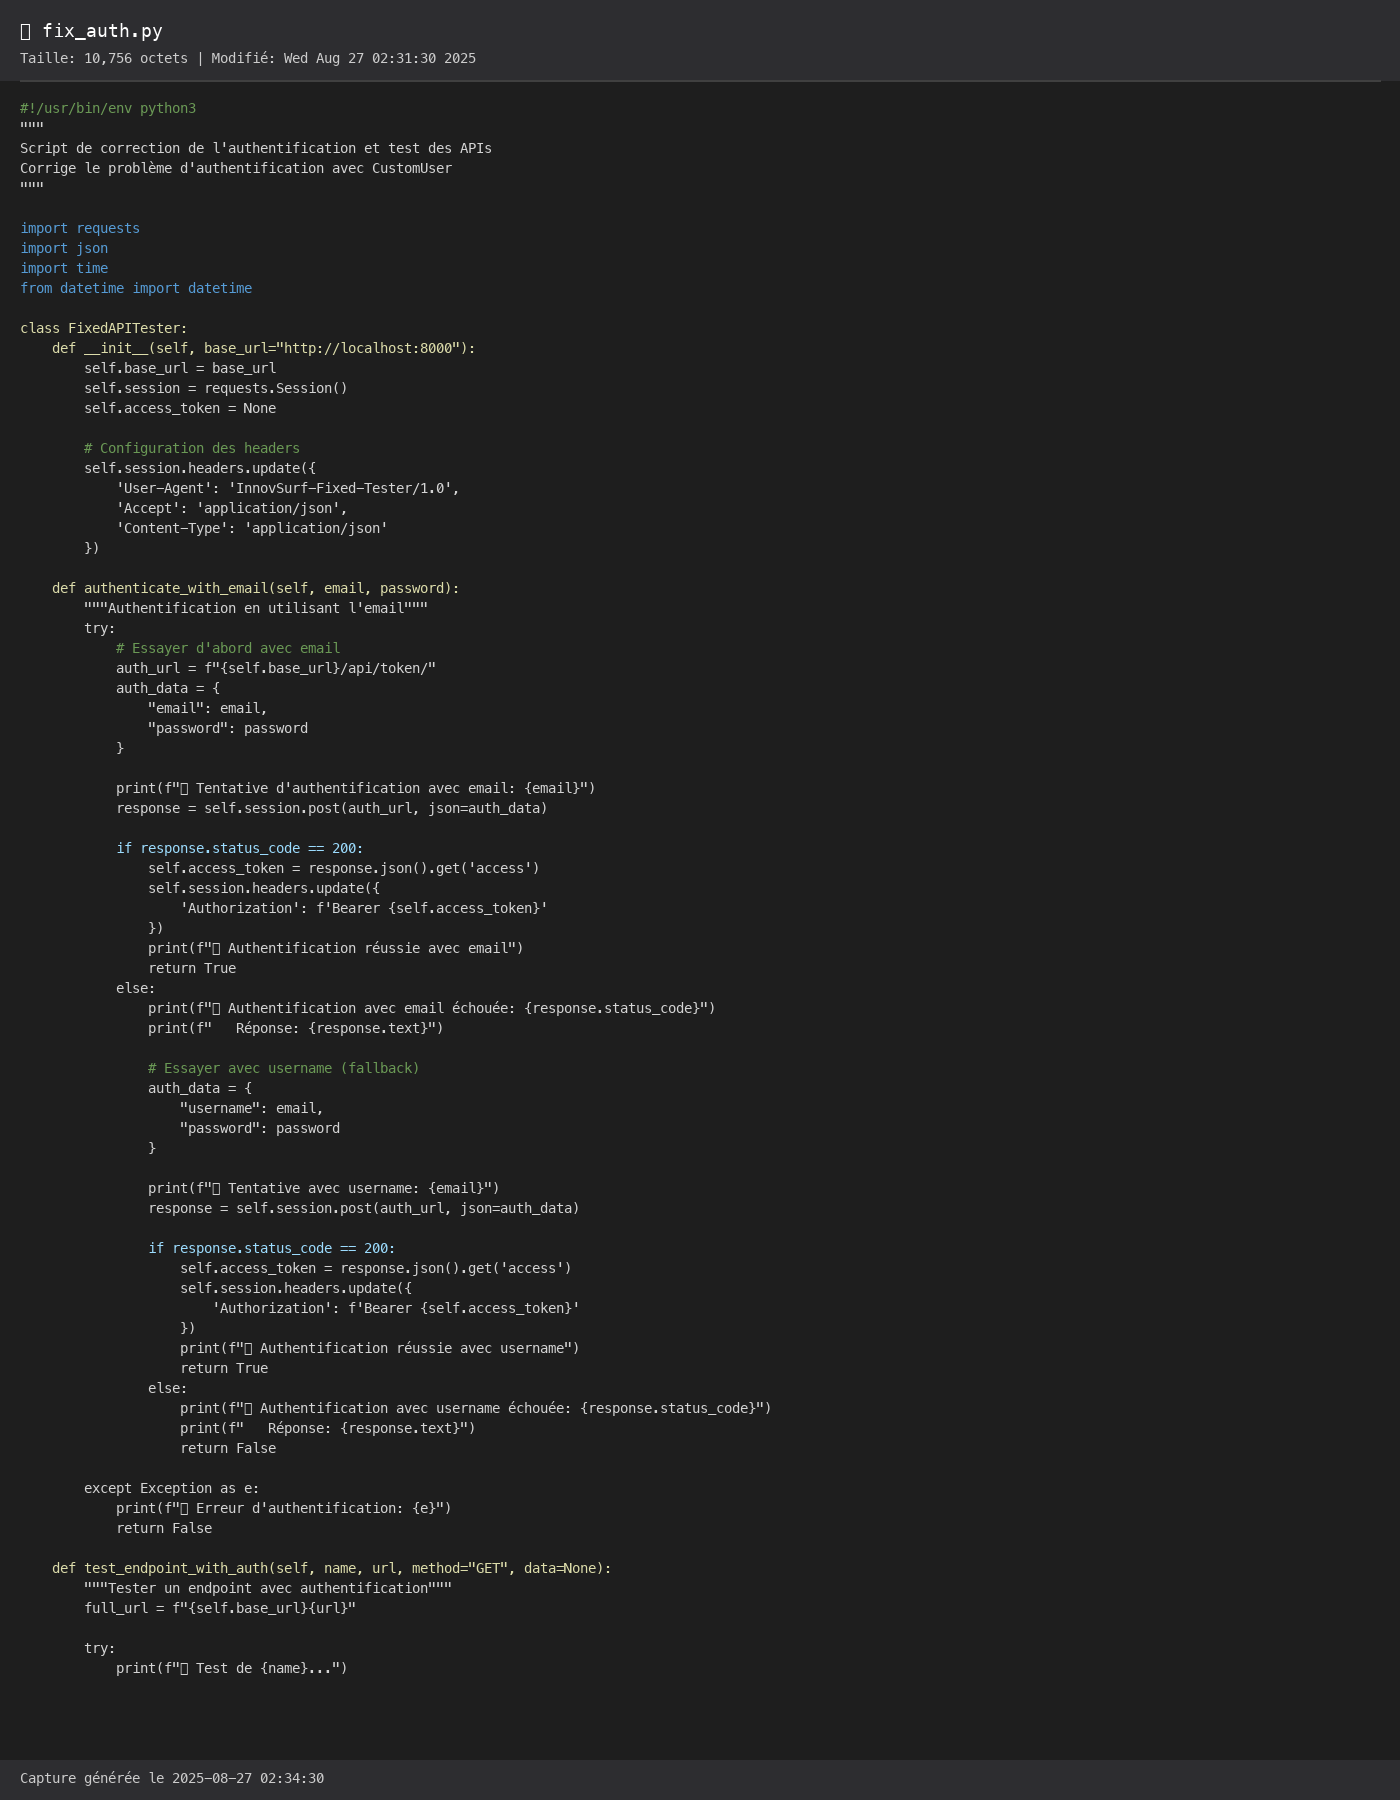 fix_auth.py
Taille: 10,756 octets | Modifié: Wed Aug 27 02:31:30 2025
#!/usr/bin/env python3
"""
Script de correction de l'authentification et test des APIs
Corrige le problème d'authentification avec CustomUser
"""
import requests
import json
import time
from datetime import datetime
class FixedAPITester:
    def __init__(self, base_url="http://localhost:8000"):
        self.base_url = base_url
        self.session = requests.Session()
        self.access_token = None
        # Configuration des headers
        self.session.headers.update({
            'User-Agent': 'InnovSurf-Fixed-Tester/1.0',
            'Accept': 'application/json',
            'Content-Type': 'application/json'
        })
    def authenticate_with_email(self, email, password):
        """Authentification en utilisant l'email"""
        try:
            # Essayer d'abord avec email
            auth_url = f"{self.base_url}/api/token/"
            auth_data = {
                "email": email,
                "password": password
            }
            print(f"▯ Tentative d'authentification avec email: {email}")
            response = self.session.post(auth_url, json=auth_data)
            if response.status_code == 200:
                self.access_token = response.json().get('access')
                self.session.headers.update({
                    'Authorization': f'Bearer {self.access_token}'
                })
                print(f"▯ Authentification réussie avec email")
                return True
            else:
                print(f"▯ Authentification avec email échouée: {response.status_code}")
                print(f"   Réponse: {response.text}")
                # Essayer avec username (fallback)
                auth_data = {
                    "username": email,
                    "password": password
                }
                print(f"▯ Tentative avec username: {email}")
                response = self.session.post(auth_url, json=auth_data)
                if response.status_code == 200:
                    self.access_token = response.json().get('access')
                    self.session.headers.update({
                        'Authorization': f'Bearer {self.access_token}'
                    })
                    print(f"▯ Authentification réussie avec username")
                    return True
                else:
                    print(f"▯ Authentification avec username échouée: {response.status_code}")
                    print(f"   Réponse: {response.text}")
                    return False
        except Exception as e:
            print(f"▯ Erreur d'authentification: {e}")
            return False
    def test_endpoint_with_auth(self, name, url, method="GET", data=None):
        """Tester un endpoint avec authentification"""
        full_url = f"{self.base_url}{url}"
        try:
            print(f"▯ Test de {name}...")
Capture générée le 2025-08-27 02:34:30